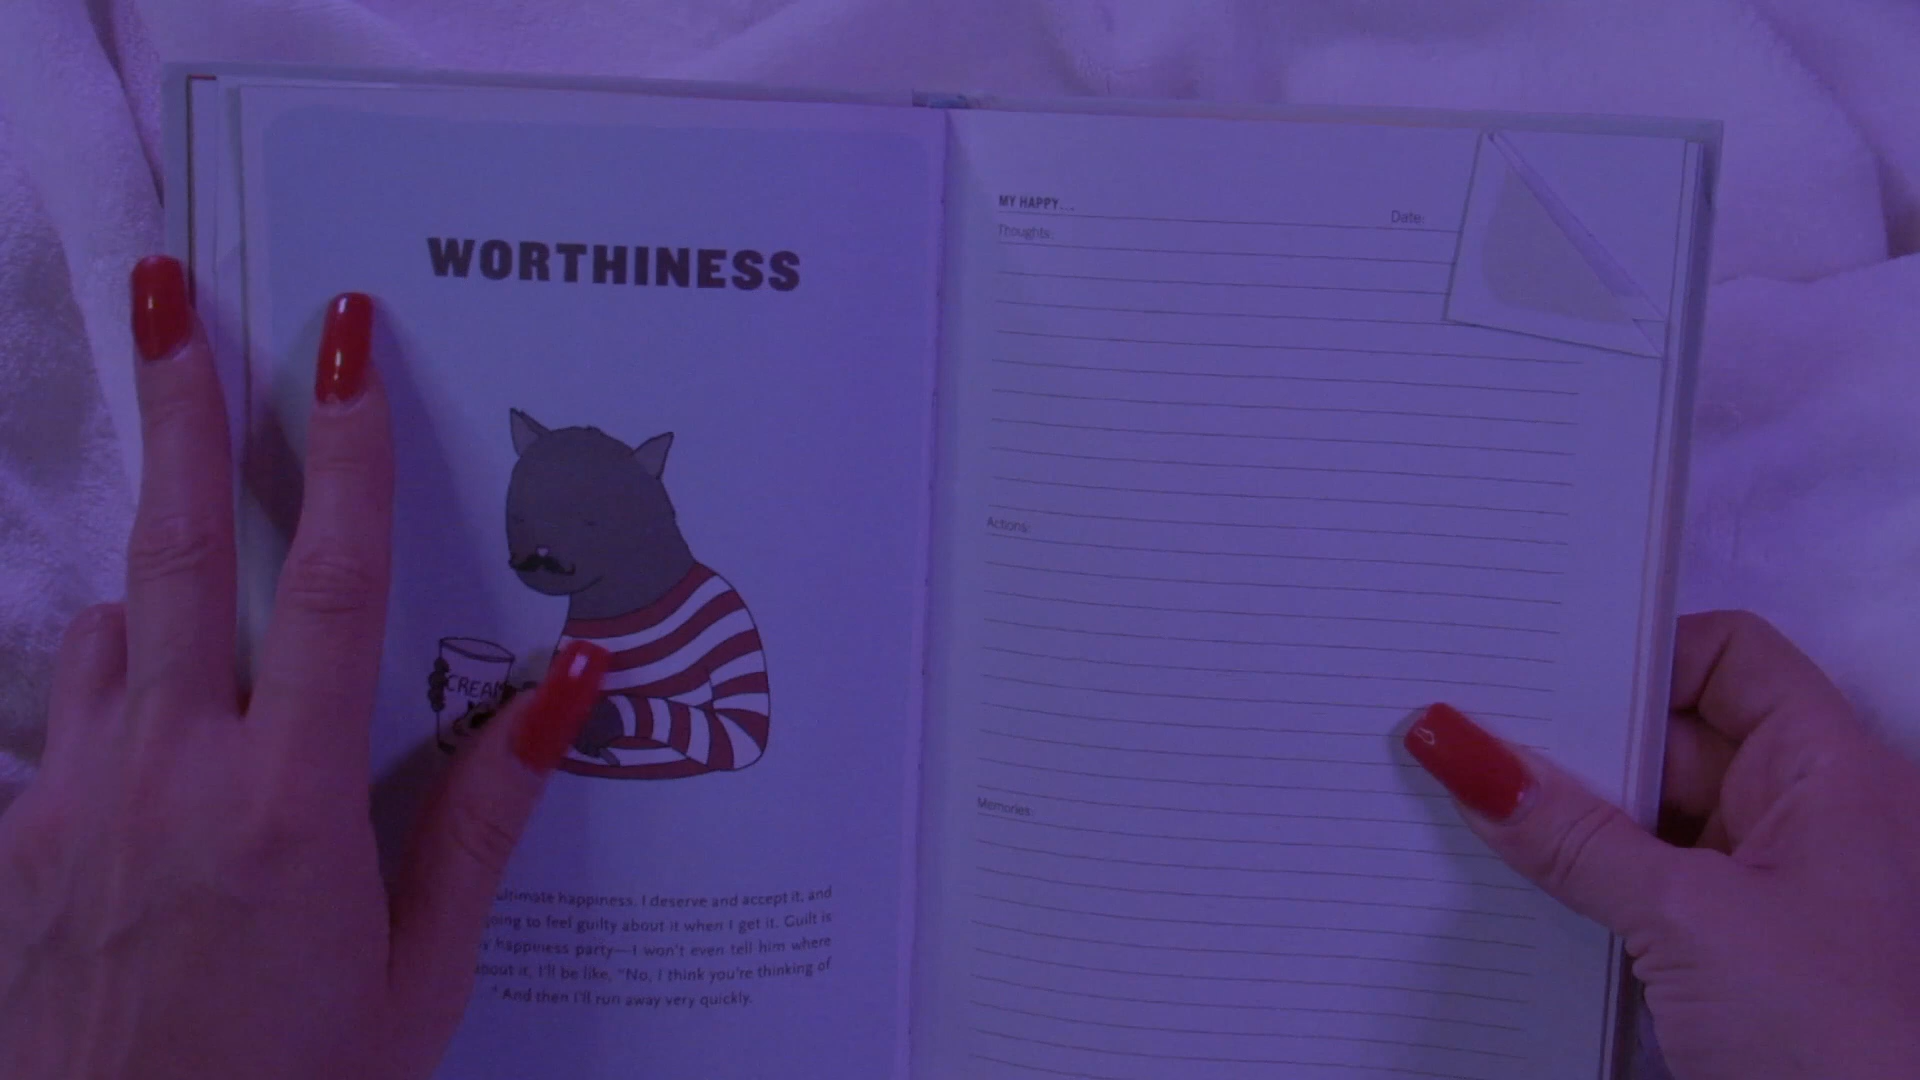 WORTHINESS
CREAM
ultimate happiness. I deserve and accept it, and
going to feel guilty about it when I get it. Guilt is
happiness party—I won't even tell him where
about it, I'll be like, "No, I think you're thinking of
" And then I'll run away very quickly.
MY HAPPY...
Date:
Thoughts:
Actions:
Memories: